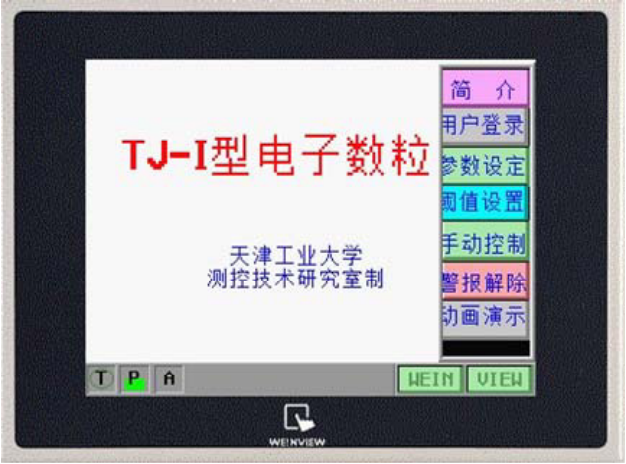 TJ-I型电子数粒
天津工业大学
测控技术研究室制
简 介
用户登录
参数设定
阈值设置
手动控制
警报解除
动画演示
T P A
WEIN VIEW
WEINVIEW